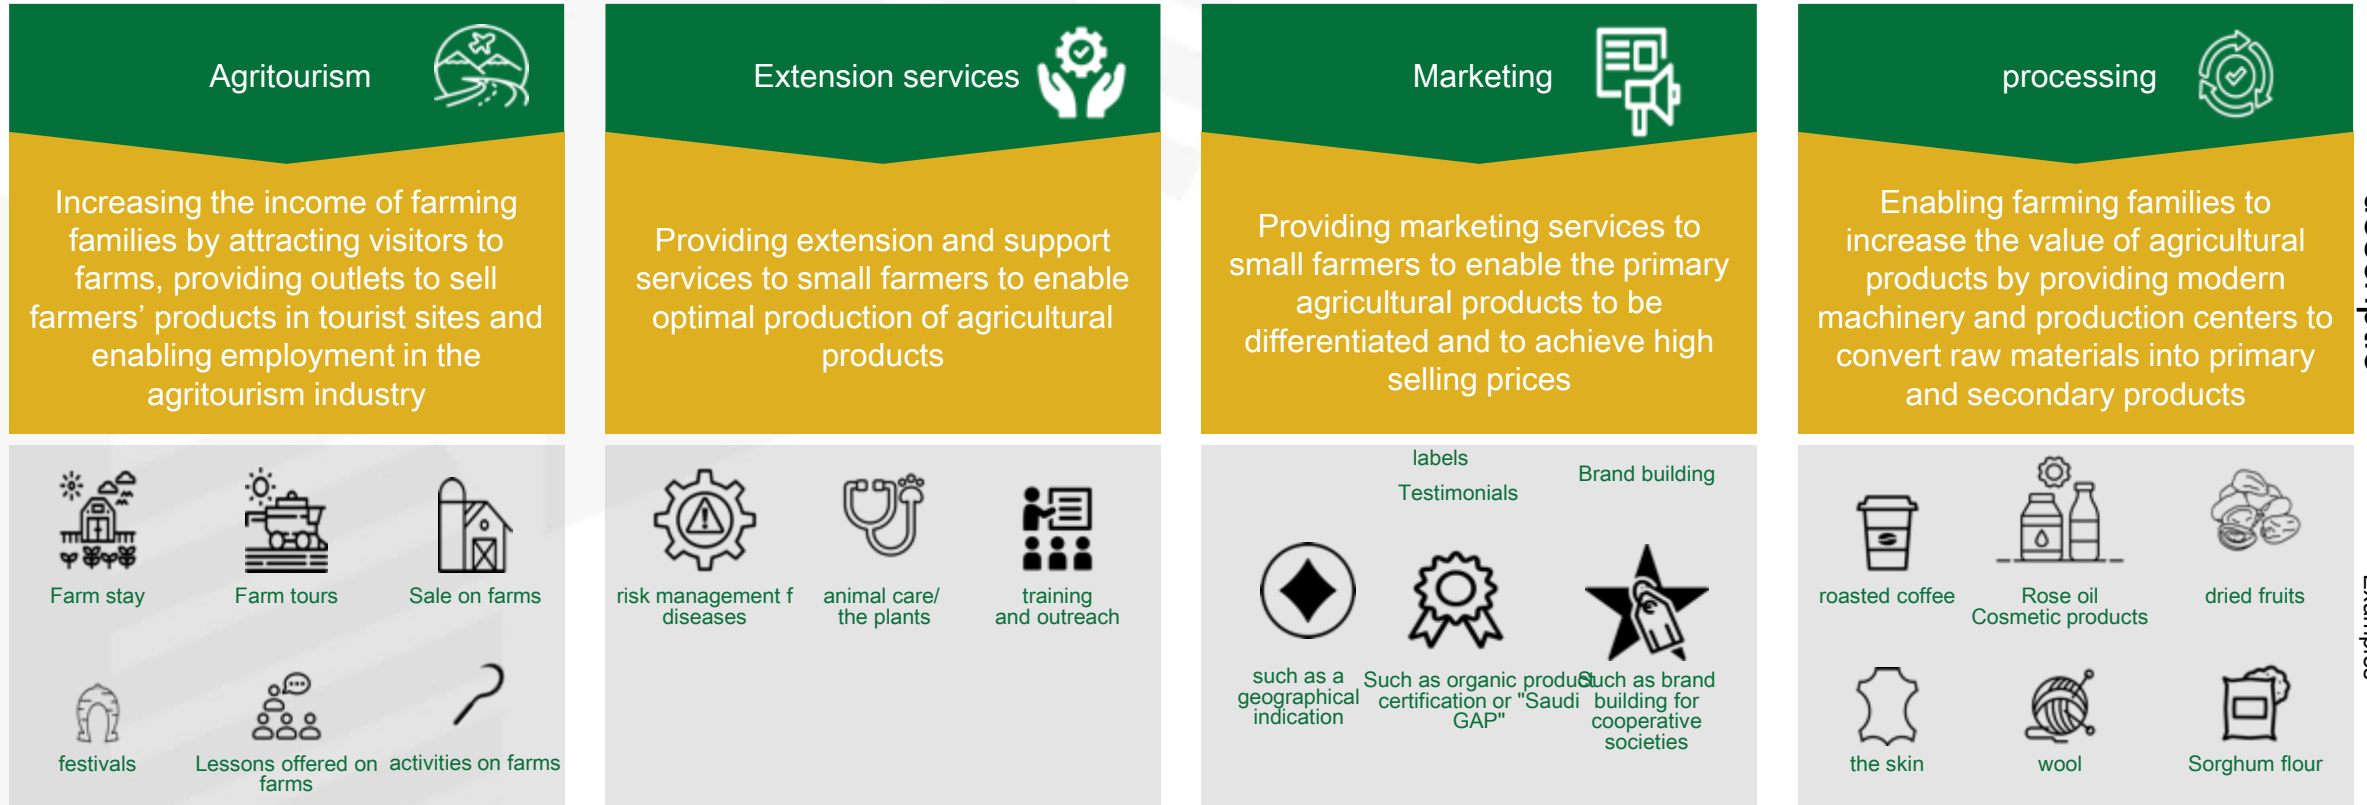 Agritourism
Increasing the income of farming
families by attracting visitors to
farms, providing outlets to sell
farmers’ products in tourist sites and
enabling employment in the
agritourism industry
Farm stay
Farm tours
Sale on farms
festivals
Lessons offered on
farms
activities on farms
Extension services
Providing extension and support
services to small farmers to enable
optimal production of agricultural
products
risk management f
diseases
animal care/
the plants
training
and outreach
Marketing
Providing marketing services to
small farmers to enable the primary
agricultural products to be
differentiated and to achieve high
selling prices
labels
Testimonials
Brand building
such as a
geographical
indication
Such as organic product
certification or "Saudi
GAP"
Such as brand
building for
cooperative
societies
processing
Enabling farming families to
increase the value of agricultural
products by providing modern
machinery and production centers to
convert raw materials into primary
and secondary products
roasted coffee
Rose oil
Cosmetic products
dried fruits
the skin
wool
Sorghum flour